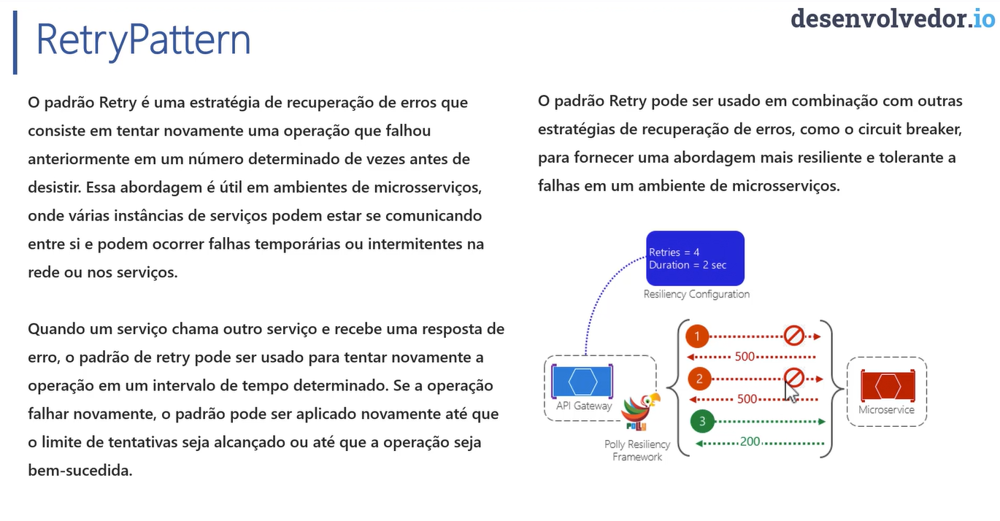 desenvolvedor.io
RetryPattern
O padrão Retry é uma estratégia de recuperação de erros que
consiste em tentar novamente uma operação que falhou
anteriormente em um número determinado de vezes antes de
desistir. Essa abordagem é útil em ambientes de microsserviços,
onde várias instâncias de serviços podem estar se comunicando
entre si e podem ocorrer falhas temporárias ou intermitentes na
rede ou nos serviços.
Quando um serviço chama outro serviço e recebe uma resposta de
erro, o padrão de retry pode ser usado para tentar novamente a
operação em um intervalo de tempo determinado. Se a operação
falhar novamente, o padrão pode ser aplicado novamente até que
o limite de tentativas seja alcançado ou até que a operação seja
bem-sucedida.
O padrão Retry pode ser usado em combinação com outras
estratégias de recuperação de erros, como o circuit breaker,
para fornecer uma abordagem mais resiliente e tolerante a
falhas em um ambiente de microsserviços.
Retries = 4
Duration = 2 sec
Resiliency Configuration
1
500
2
500
3
200
API Gateway
POLLY
Polly Resiliency
Framework
Microservice